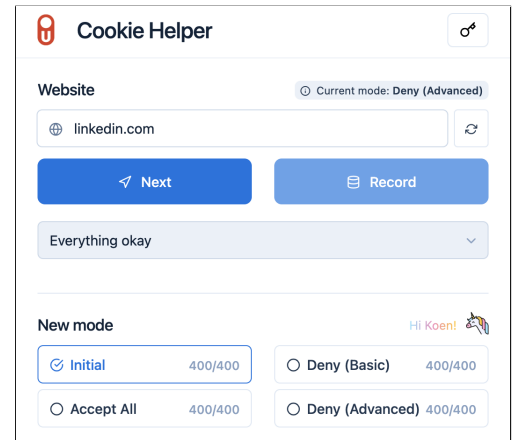 Cookie Helper
Website
Current mode: Deny (Advanced)
linkedin.com
Next
Record
Everything okay
New mode
Hi Koen!
Initial 400/400
Deny (Basic) 400/400
Accept All 400/400
Deny (Advanced) 400/400